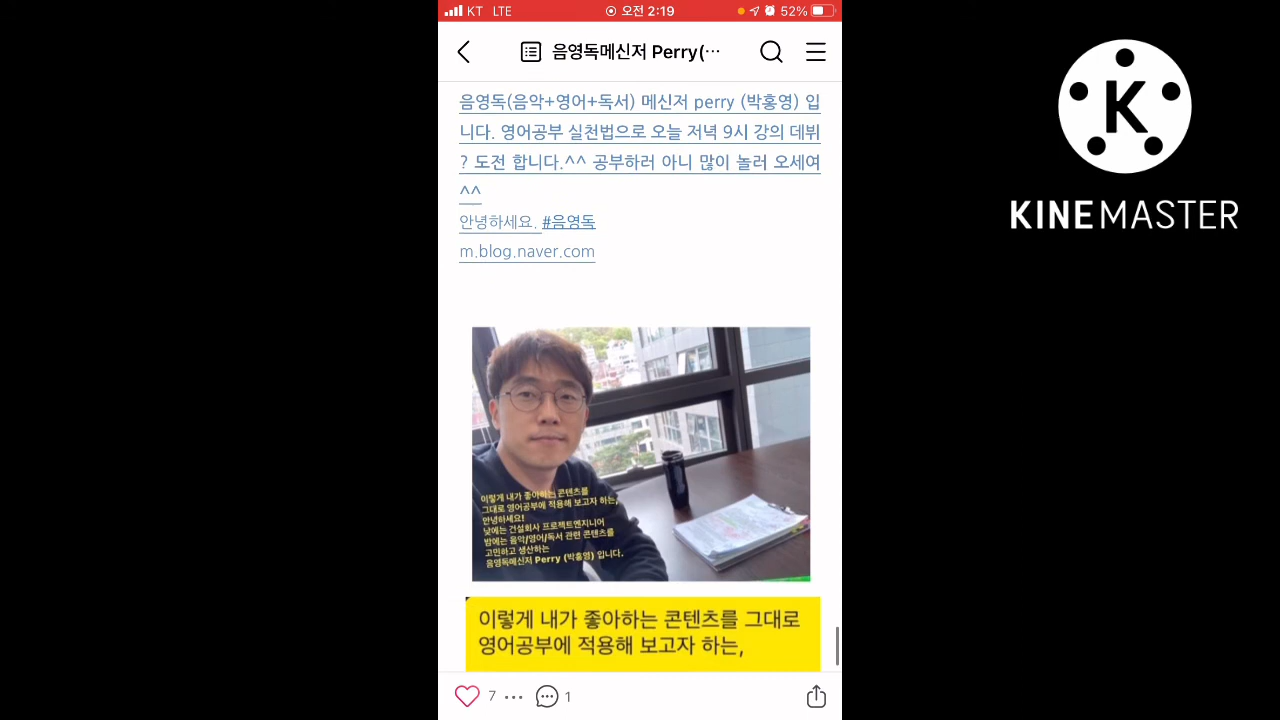 KT LTE
오전 2:19
52%
음영독메신저 Perry(···
음영독(음악+영어+독서) 메신저 perry (박홍영) 입
니다. 영어공부 실천법으로 오늘 저녁 9시 강의 데뷔
? 도전 합니다.^^ 공부하러 아니 많이 놀러 오세여
^^
안녕하세요. #음영독
m.blog.naver.com
이렇게 내가 좋아하는 콘텐츠를
그대로 영어공부에 적용해 보고자 하는,
안녕하세요!
낮에는 건설회사 프로젝트엔지니어
밤에는 음악/영어/독서 관련 콘텐츠를
고민하고 생산하는
음영독메신저 Perry (박홍영) 입니다.
이렇게 내가 좋아하는 콘텐츠를 그대로
영어공부에 적용해 보고자 하는,
7
1
K
KINEMASTER